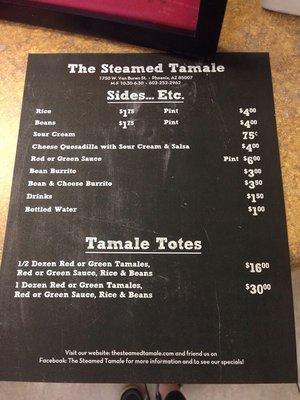 The Steamed Tamale
1750 W. Van Buren St. • Phoenix, AZ 85007
M-F 10:30-6:30 • 602-252-2962
Sides... Etc.
Rice $1.75 Pint $4.00
Beans $1.75 Pint $4.00
Sour Cream 75¢
Cheese Quesadilla with Sour Cream & Salsa $4.00
Red or Green Sauce Pint $6.00
Bean Burrito $3.00
Bean & Cheese Burrito $3.50
Drinks $1.50
Bottled Water $1.00
Tamale Totes
1/2 Dozen Red or Green Tamales,
Red or Green Sauce, Rice & Beans $16.00
1 Dozen Red or Green Tamales,
Red or Green Sauce, Rice & Beans $30.00
Visit our website: thesteamedtamale.com and friend us on
Facebook: The Steamed Tamale for more information and to see our specials!